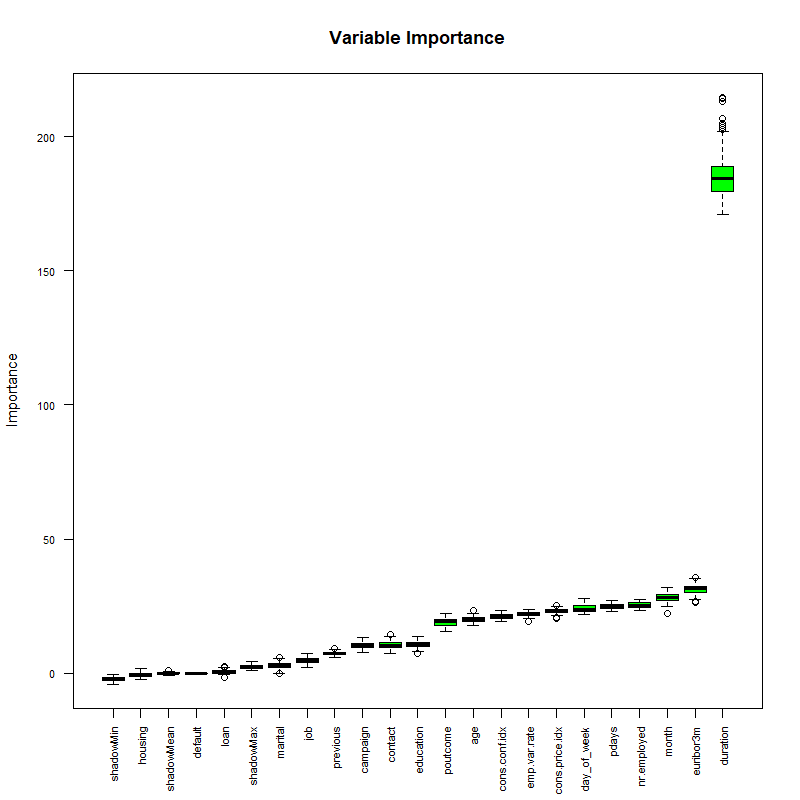 Variable Importance
Importance
200
150
100
50
0
shadowMin
housing
shadowMean
default
loan
shadowMax
marital
job
previous
campaign
contact
education
poutcome
age
cons.conf.idx
emp.var.rate
cons.price.idx
day_of_week
pdays
nr.employed
month
euribor3m
duration